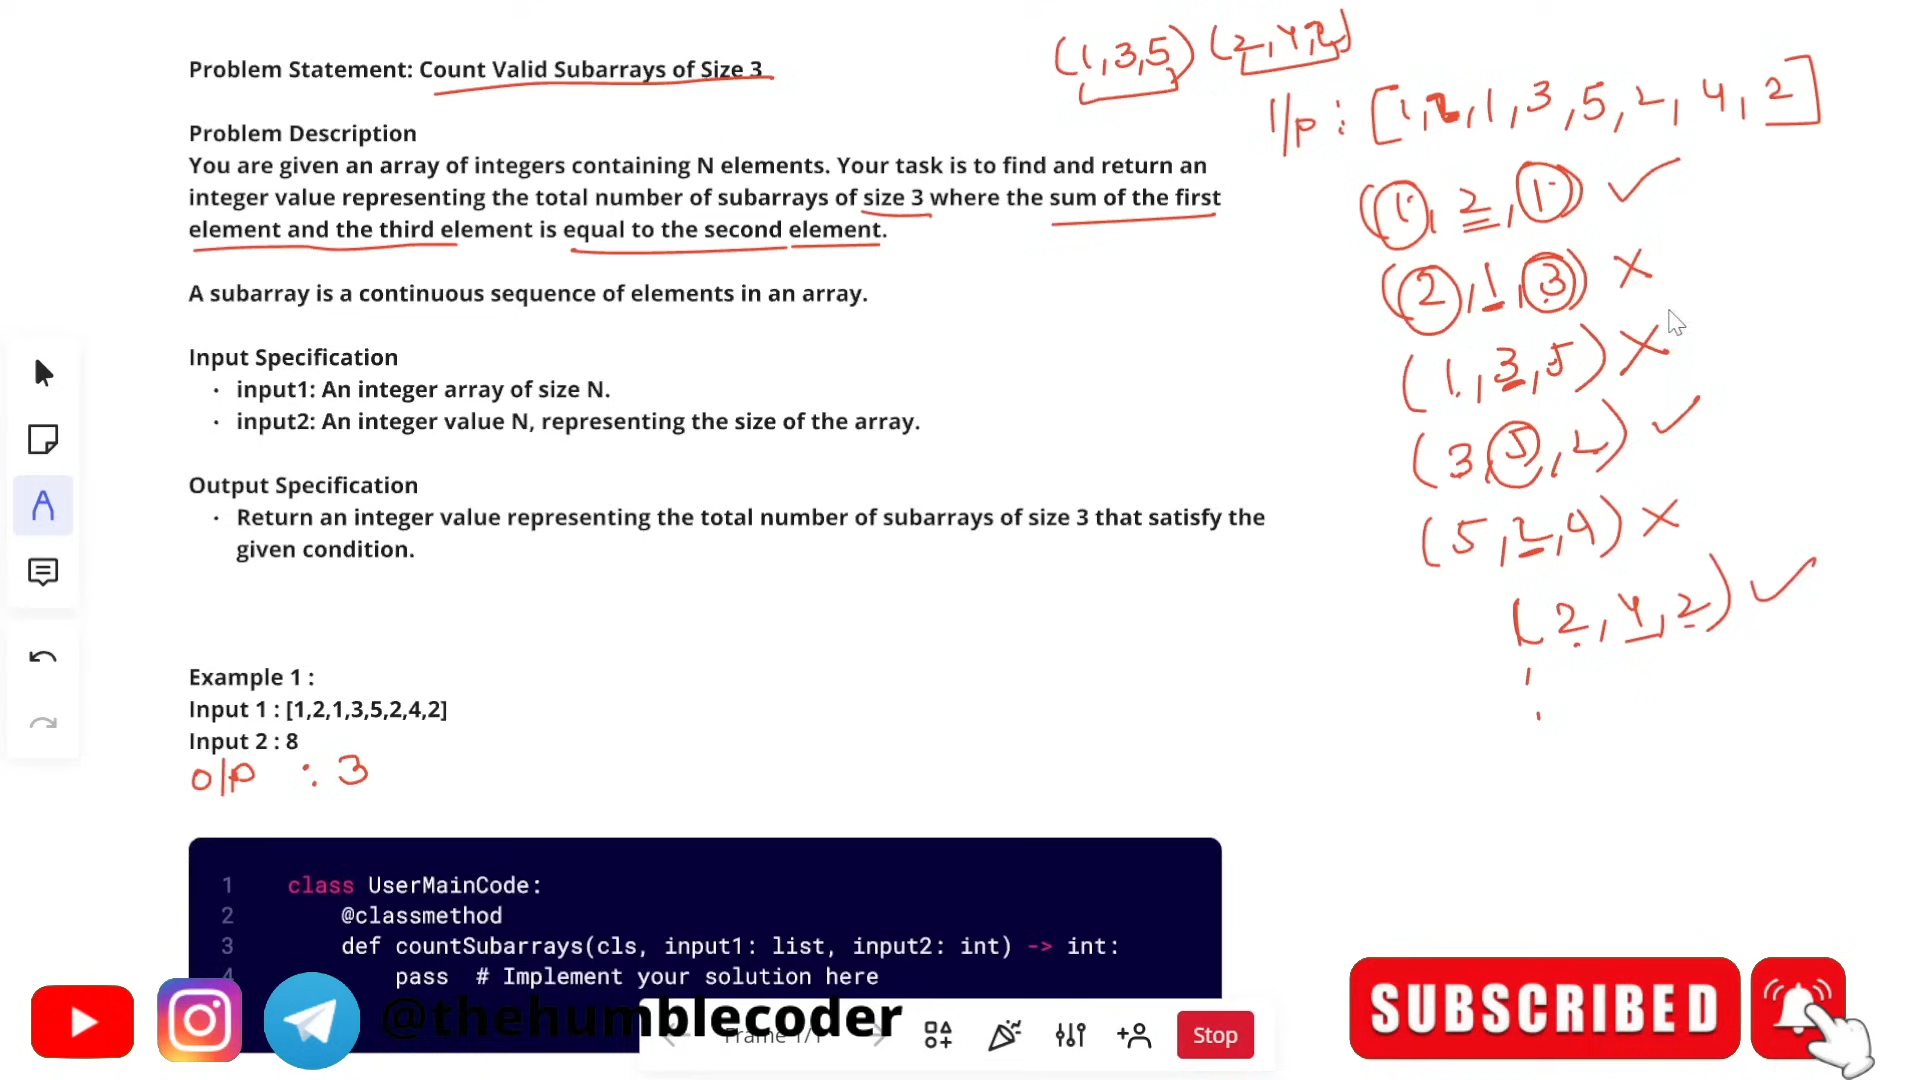 Problem Statement: Count Valid Subarrays of Size 3
(1,3,5) (2,4,2)
I/p : [1,2,1,3,5,2,4,2]
Problem Description
You are given an array of integers containing N elements. Your task is to find and return an
integer value representing the total number of subarrays of size 3 where the sum of the first
element and the third element is equal to the second element.
A subarray is a continuous sequence of elements in an array.
Input Specification
· input1: An integer array of size N.
· input2: An integer value N, representing the size of the array.
Output Specification
· Return an integer value representing the total number of subarrays of size 3 that satisfy the
given condition.
(1, 2, 1) ✓
(2, 1, 3) ×
(1, 3, 5) ×
(3, 5, 2) ✓
(5, 2, 4) ×
(2, 4, 2) ✓
Example 1 :
Input 1 : [1,2,1,3,5,2,4,2]
Input 2 : 8
O/P : 3
1 class UserMainCode:
2 @classmethod
3 def countSubarrays(cls, input1: list, input2: int) -> int:
4 pass # Implement your solution here
@thehumblecoder
Frame 1/1
Stop
SUBSCRIBED